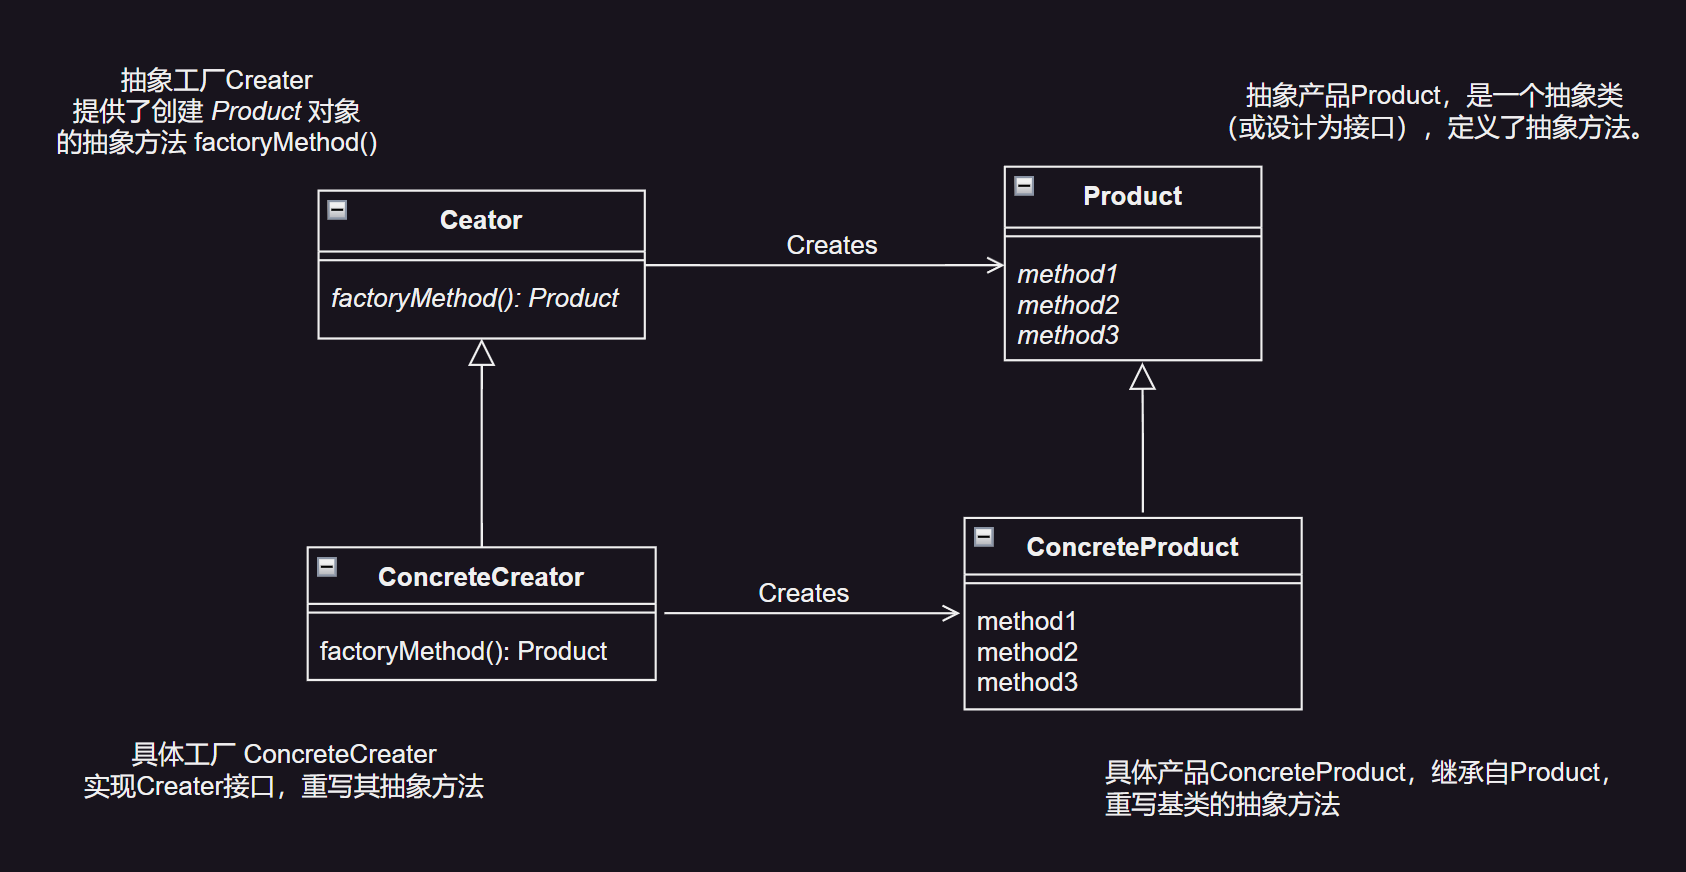 抽象工厂Creater
提供了创建 Product 对象
的抽象方法 factoryMethod()
抽象产品Product，是一个抽象类
（或设计为接口），定义了抽象方法。
Ceator
factoryMethod(): Product
Creates
Product
method1
method2
method3
ConcreteCreator
factoryMethod(): Product
Creates
ConcreteProduct
method1
method2
method3
具体工厂 ConcreteCreater
实现Creater接口，重写其抽象方法
具体产品ConcreteProduct，继承自Product，
重写基类的抽象方法